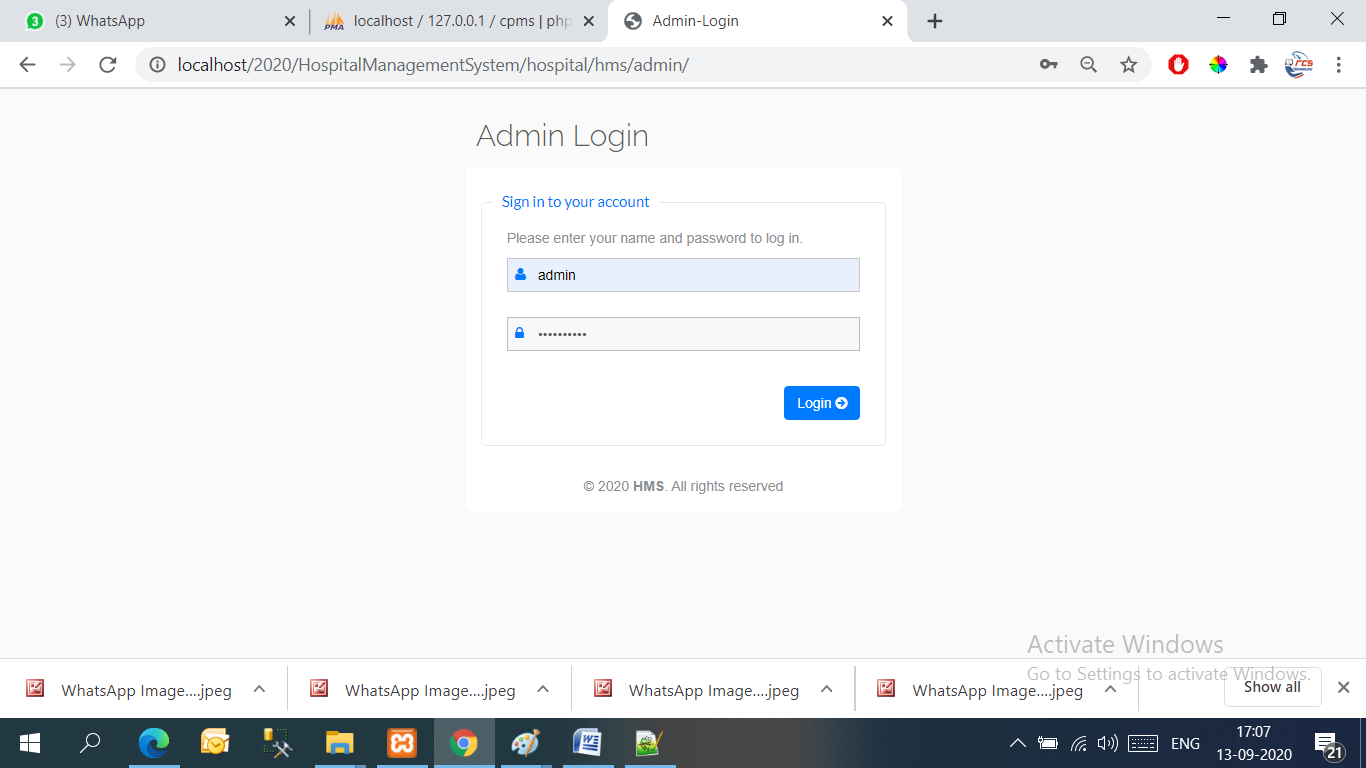 3 (3) WhatsApp
PMA localhost / 127.0.0.1 / cpms | php
Admin-Login
localhost/2020/HospitalManagementSystem/hospital/hms/admin/
Admin Login
Sign in to your account
Please enter your name and password to log in.
admin
••••••••••
Login
© 2020 HMS. All rights reserved
Activate Windows
Go to Settings to activate Windows.
WhatsApp Image....jpeg
WhatsApp Image....jpeg
WhatsApp Image....jpeg
WhatsApp Image....jpeg
Show all
ENG
17:07
13-09-2020
21